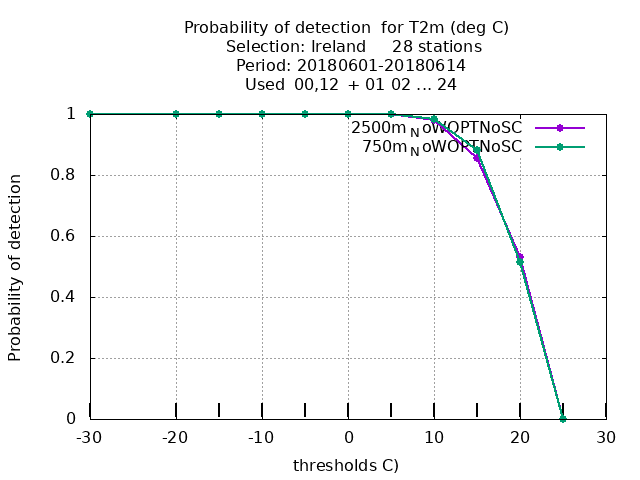 Probability of detection for T2m (deg C)
Selection: Ireland 28 stations
Period: 20180601-20180614
Used 00,12 + 01 02 ... 24
2500m_NoWOPTNoSC
750m_NoWOPTNoSC
Probability of detection
1
0.8
0.6
0.4
0.2
0
-30 -20 -10 0 10 20 30
thresholds C)